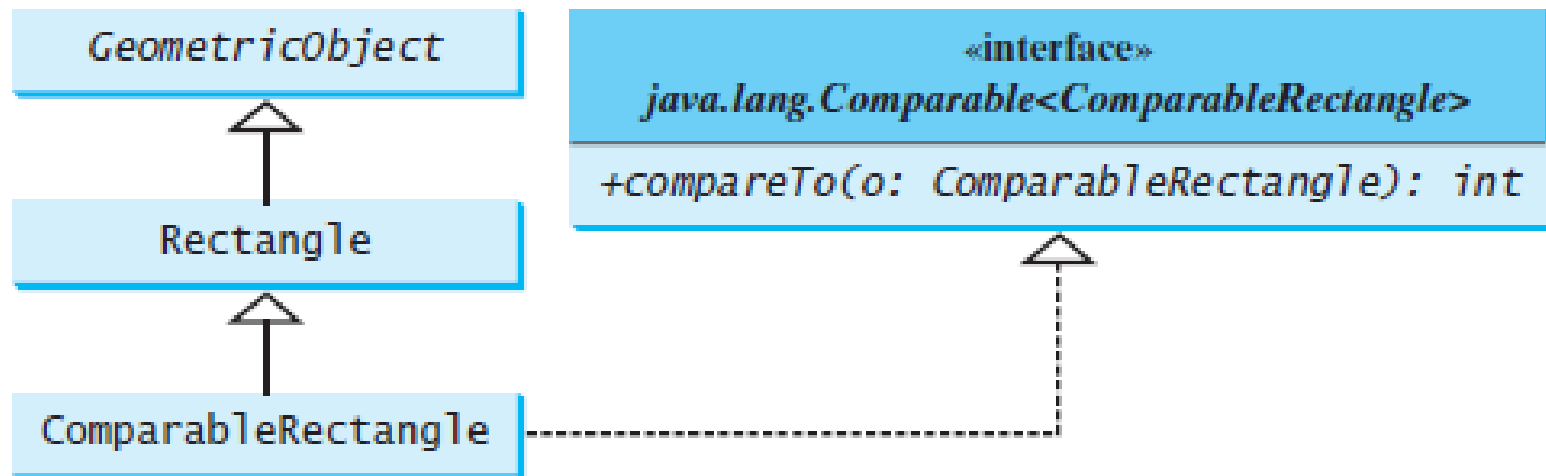 GeometricObject
Rectangle
ComparableRectangle
«interface»
java.lang.Comparable<ComparableRectangle>
+compareTo(o: ComparableRectangle): int